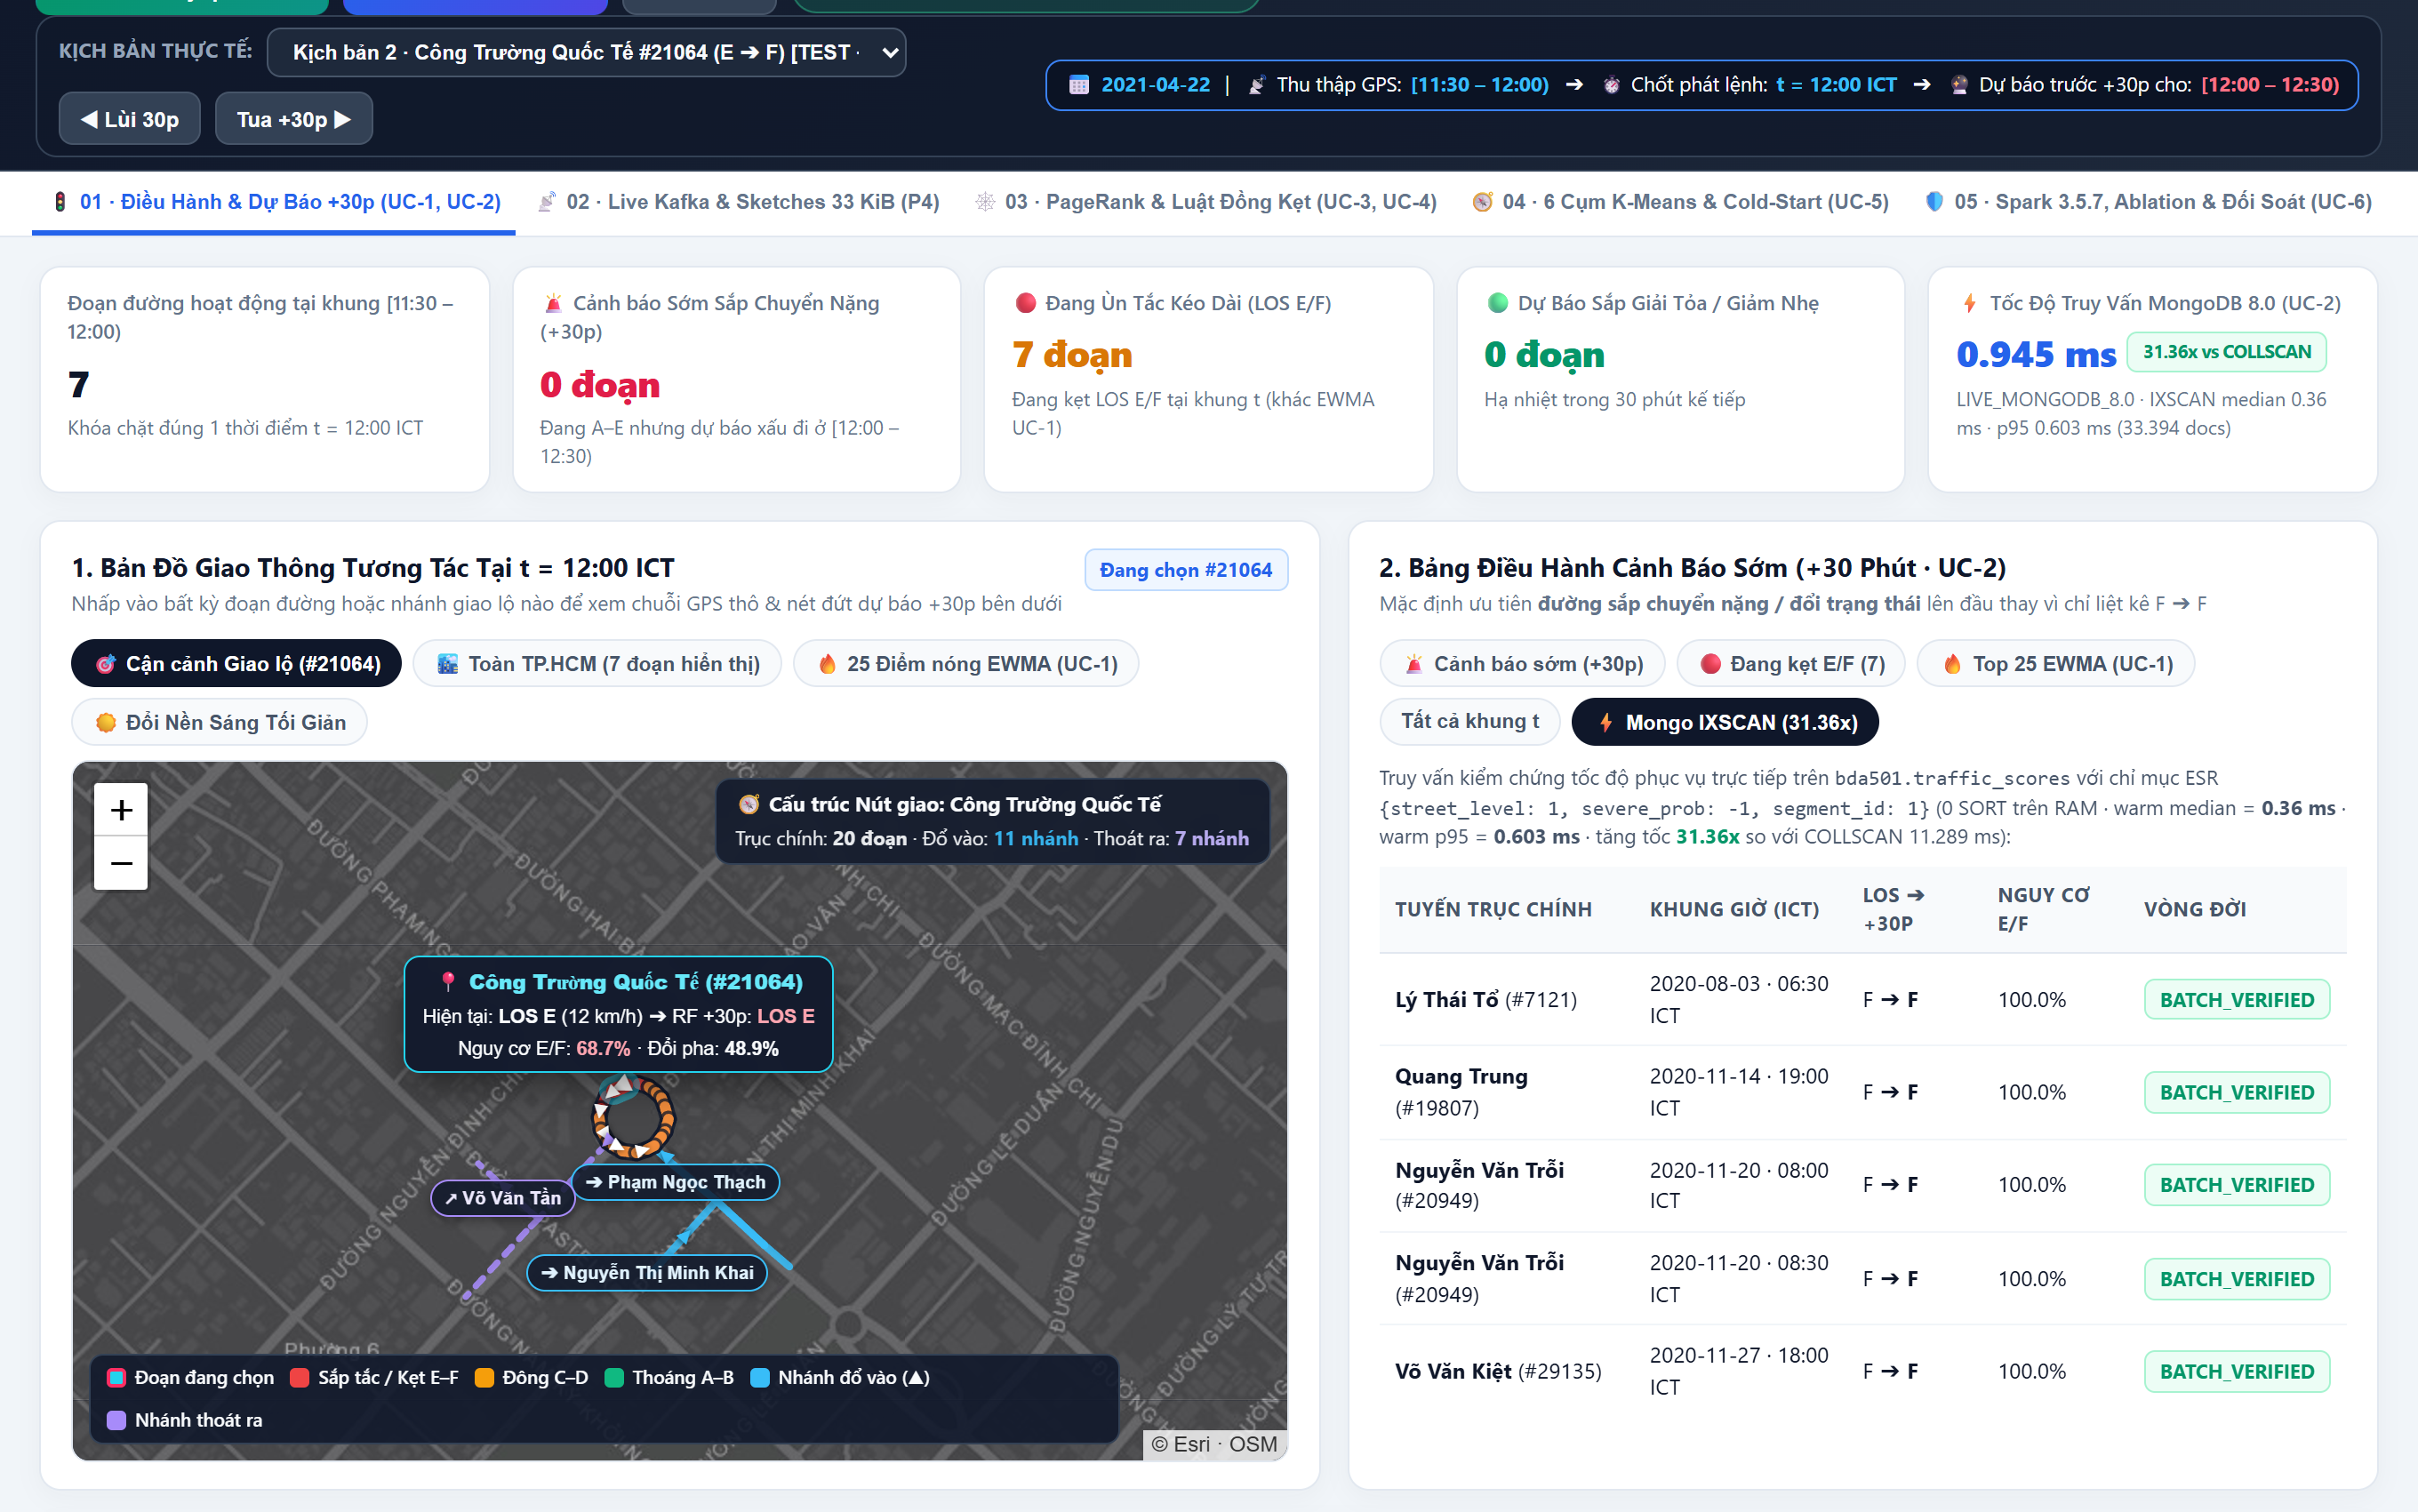 KỊCH BẢN THỰC TẾ:
Kịch bản 2 · Công Trường Quốc Tế #21064 (E ➔ F) [TEST ·
◀ Lùi 30p
Tua +30p ▶
2021-04-22 | Thu thập GPS: [11:30 – 12:00) ➔ Chốt phát lệnh: t = 12:00 ICT ➔ Dự báo trước +30p cho: [12:00 – 12:30)
01 · Điều Hành & Dự Báo +30p (UC-1, UC-2)
02 · Live Kafka & Sketches 33 KiB (P4)
03 · PageRank & Luật Đồng Kẹt (UC-3, UC-4)
04 · 6 Cụm K-Means & Cold-Start (UC-5)
05 · Spark 3.5.7, Ablation & Đối Soát (UC-6)
Đoạn đường hoạt động tại khung [11:30 –
12:00)
7
Khóa chặt đúng 1 thời điểm t = 12:00 ICT
Cảnh báo Sớm Sắp Chuyển Nặng
(+30p)
0 đoạn
Đang A–E nhưng dự báo xấu đi ở [12:00 –
12:30)
Đang Ùn Tắc Kéo Dài (LOS E/F)
7 đoạn
Đang kẹt LOS E/F tại khung t (khác EWMA
UC-1)
Dự Báo Sắp Giải Tỏa / Giảm Nhẹ
0 đoạn
Hạ nhiệt trong 30 phút kế tiếp
Tốc Độ Truy Vấn MongoDB 8.0 (UC-2)
0.945 ms 31.36x vs COLLSCAN
LIVE_MONGODB_8.0 · IXSCAN median 0.36
ms · p95 0.603 ms (33.394 docs)
1. Bản Đồ Giao Thông Tương Tác Tại t = 12:00 ICT
Nhấp vào bất kỳ đoạn đường hoặc nhánh giao lộ nào để xem chuỗi GPS thô & nét đứt dự báo +30p bên dưới
Đang chọn #21064
Cận cảnh Giao lộ (#21064)
Toàn TP.HCM (7 đoạn hiển thị)
25 Điểm nóng EWMA (UC-1)
Đổi Nền Sáng Tối Giản
+
−
Cấu trúc Nút giao: Công Trường Quốc Tế
Trục chính: 20 đoạn · Đổ vào: 11 nhánh · Thoát ra: 7 nhánh
Công Trường Quốc Tế (#21064)
Hiện tại: LOS E (12 km/h) ➔ RF +30p: LOS E
Nguy cơ E/F: 68.7% · Đổi pha: 48.9%
➔ Phạm Ngọc Thạch
↗ Võ Văn Tần
➔ Nguyễn Thị Minh Khai
ĐƯỜNG MẠC ĐĨNH CHI
ĐƯỜNG LÊ DUẨN
ĐƯỜNG NGUYỄN DU
Phường 6
Đoạn đang chọn
Sắp tắc / Kẹt E–F
Đông C–D
Thoáng A–B
Nhánh đổ vào (▲)
Nhánh thoát ra
© Esri · OSM
2. Bảng Điều Hành Cảnh Báo Sớm (+30 Phút · UC-2)
Mặc định ưu tiên đường sắp chuyển nặng / đổi trạng thái lên đầu thay vì chỉ liệt kê F ➔ F
Cảnh báo sớm (+30p)
Đang kẹt E/F (7)
Top 25 EWMA (UC-1)
Tất cả khung t
Mongo IXSCAN (31.36x)
Truy vấn kiểm chứng tốc độ phục vụ trực tiếp trên bda501.traffic_scores với chỉ mục ESR
{street_level: 1, severe_prob: -1, segment_id: 1} (0 SORT trên RAM · warm median = 0.36 ms ·
warm p95 = 0.603 ms · tăng tốc 31.36x so với COLLSCAN 11.289 ms):
TUYẾN TRỤC CHÍNH
KHUNG GIỜ (ICT)
LOS ➔
+30P
NGUY CƠ
E/F
VÒNG ĐỜI
Lý Thái Tổ (#7121)
2020-08-03 · 06:30
ICT
F ➔ F
100.0%
BATCH_VERIFIED
Quang Trung
(#19807)
2020-11-14 · 19:00
ICT
F ➔ F
100.0%
BATCH_VERIFIED
Nguyễn Văn Trỗi
(#20949)
2020-11-20 · 08:00
ICT
F ➔ F
100.0%
BATCH_VERIFIED
Nguyễn Văn Trỗi
(#20949)
2020-11-20 · 08:30
ICT
F ➔ F
100.0%
BATCH_VERIFIED
Võ Văn Kiệt (#29135)
2020-11-27 · 18:00
ICT
F ➔ F
100.0%
BATCH_VERIFIED